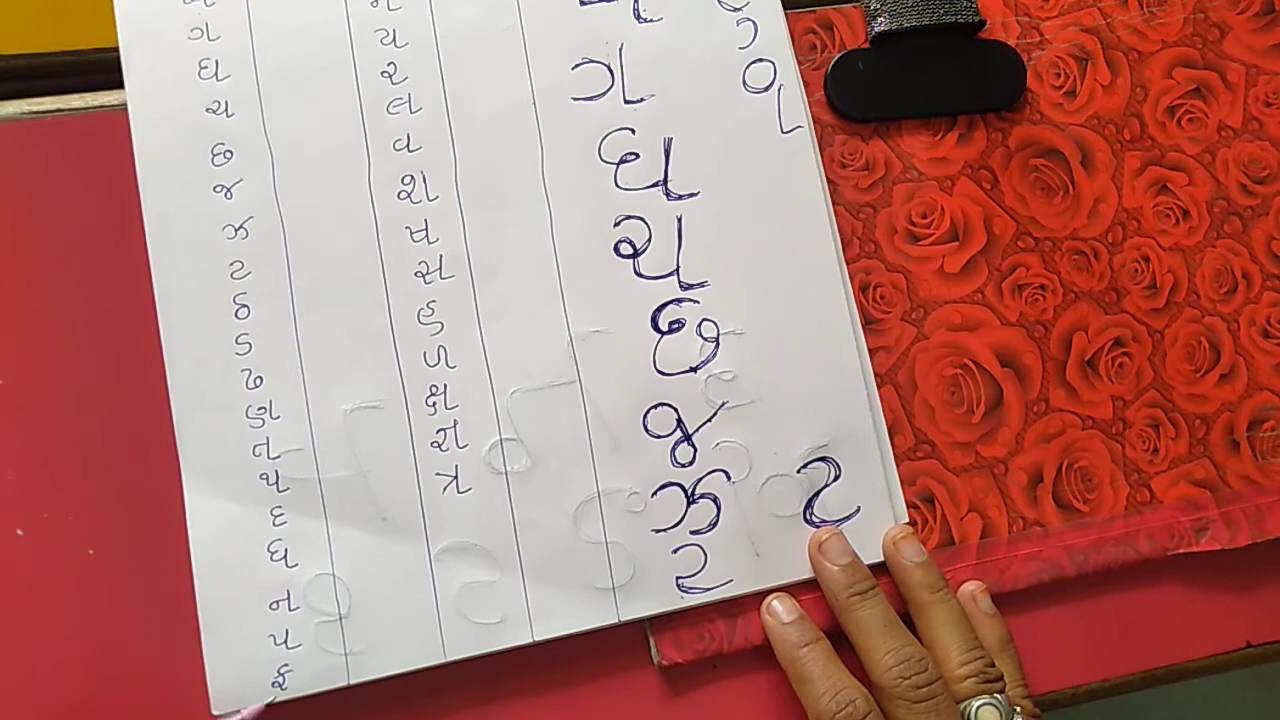 ગ
ઘ
ચ
છ
જ
ઝ
ટ
ઠ
ડ
ઢ
ણ
ત
થ
દ
ધ
ન
પ
ફ
ય
ર
લ
વ
શ
ષ
સ
હ
ળ
ક્ષ
જ્ઞ
ત્ર
ગ
ઘ
ચ
છ
જ
ઝ
ટ
ટ